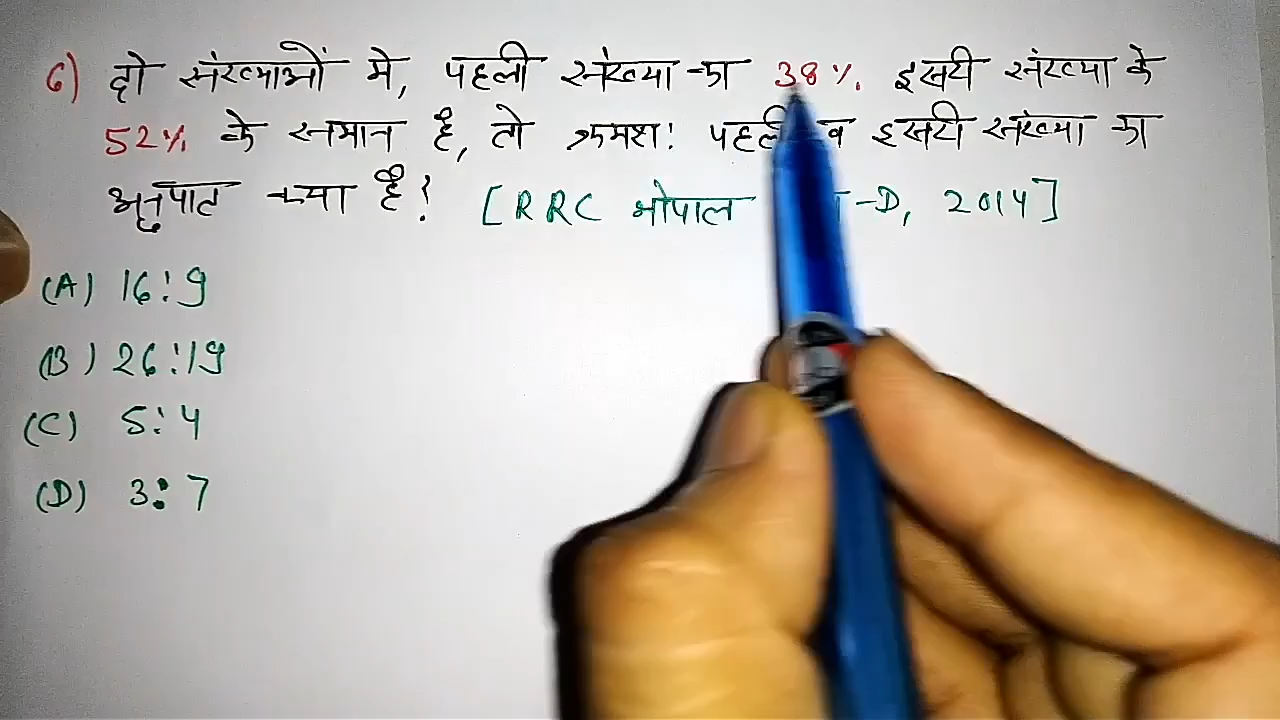 6) दो संख्याओं मे, पहली संख्या का 38% दूसरी संख्या के
52% के समान है, तो क्रमश: पहली व दूसरी संख्या का
अनुपात क्या है? [RRC भोपाल -D, 2014]
(A) 16:9
(B) 26:19
(C) 5:4
(D) 3:7